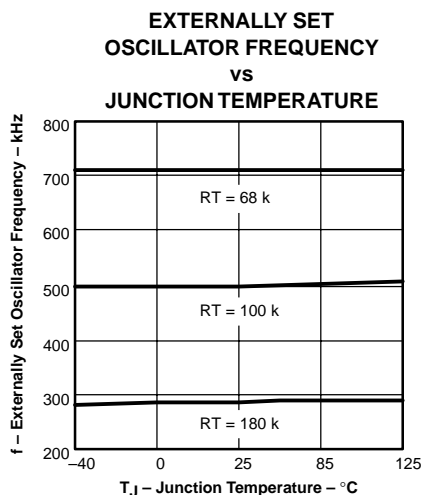 EXTERNALLY SET
OSCILLATOR FREQUENCY
vs
JUNCTION TEMPERATURE
f – Externally Set Oscillator Frequency – kHz
800
700
600
500
400
300
200
RT = 68 k
RT = 100 k
RT = 180 k
–40
0
25
85
125
TJ – Junction Temperature – °C